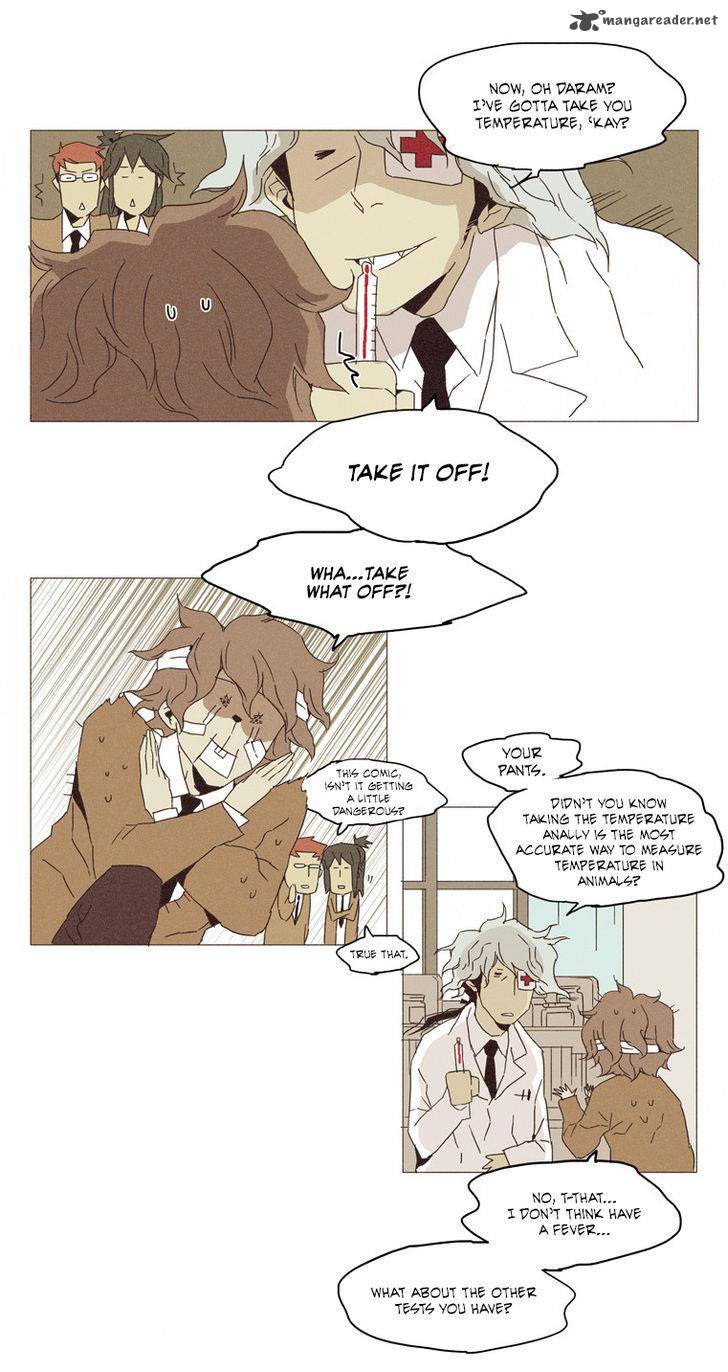 mangareader.net
NOW, OH DARAM?
I'VE GOTTA TAKE YOU
TEMPERATURE, 'KAY?
TAKE IT OFF!
WHA...TAKE
WHAT OFF?!
THIS COMIC,
ISN'T IT GETTING
A LITTLE
DANGEROUS?
TRUE THAT.
YOUR
PANTS.
DIDN'T YOU KNOW
TAKING THE TEMPERATURE
ANALLY IS THE MOST
ACCURATE WAY TO MEASURE
TEMPERATURE IN
ANIMALS?
NO, T-THAT...
I DON'T THINK HAVE
A FEVER...
WHAT ABOUT THE OTHER
TESTS YOU HAVE?